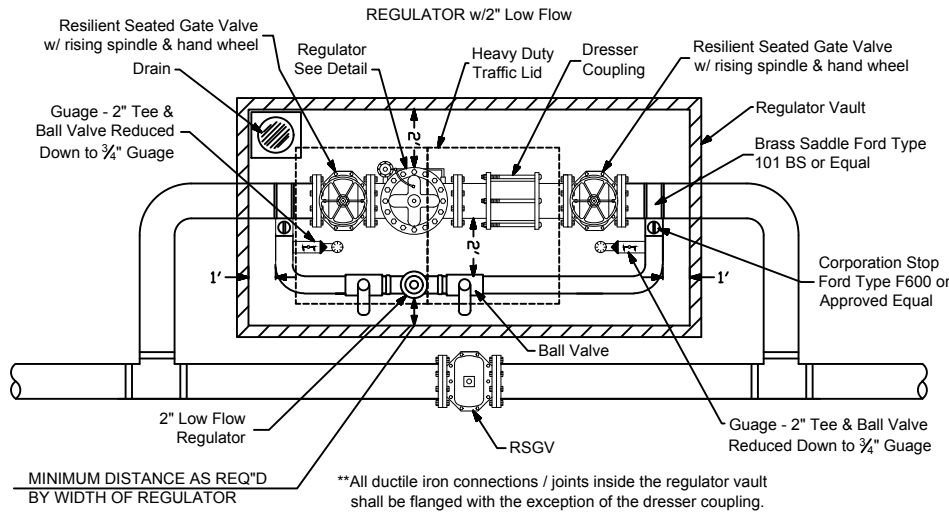 REGULATOR w/2" Low Flow
Resilient Seated Gate Valve
w/ rising spindle & hand wheel
Drain
Guage - 2" Tee &
Ball Valve Reduced
Down to ¾" Guage
Regulator
See Detail
Heavy Duty
Traffic Lid
Dresser
Coupling
Resilient Seated Gate Valve
w/ rising spindle & hand wheel
Regulator Vault
Brass Saddle Ford Type
101 BS or Equal
2'
2'
1'
1'
Corporation Stop
Ford Type F600 or
Approved Equal
Ball Valve
2" Low Flow
Regulator
RSGV
Guage - 2" Tee & Ball Valve
Reduced Down to ¾" Guage
MINIMUM DISTANCE AS REQ"D
BY WIDTH OF REGULATOR
**All ductile iron connections / joints inside the regulator vault
shall be flanged with the exception of the dresser coupling.